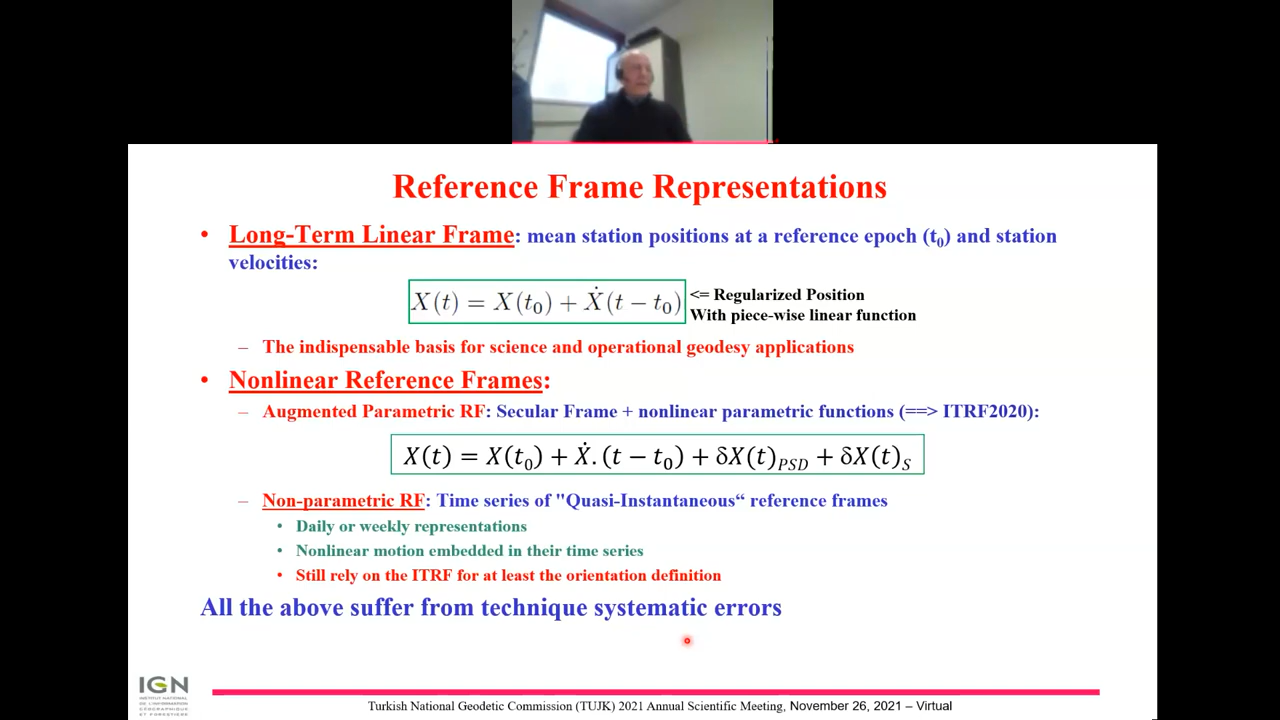 Reference Frame Representations
• Long-Term Linear Frame: mean station positions at a reference epoch (t₀) and station
velocities:
X(t) = X(t₀) + Ẋ(t − t₀)
<= Regularized Position
With piece-wise linear function
– The indispensable basis for science and operational geodesy applications
• Nonlinear Reference Frames:
– Augmented Parametric RF: Secular Frame + nonlinear parametric functions (==> ITRF2020):
X(t) = X(t₀) + Ẋ.(t − t₀) + δX(t)_PSD + δX(t)_S
– Non-parametric RF: Time series of "Quasi-Instantaneous“ reference frames
• Daily or weekly representations
• Nonlinear motion embedded in their time series
• Still rely on the ITRF for at least the orientation definition
All the above suffer from technique systematic errors
IGN
INSTITUT NATIONAL
DE L'INFORMATION
GÉOGRAPHIQUE
ET FORESTIÈRE
Turkish National Geodetic Commission (TUJK) 2021 Annual Scientific Meeting, November 26, 2021 – Virtual